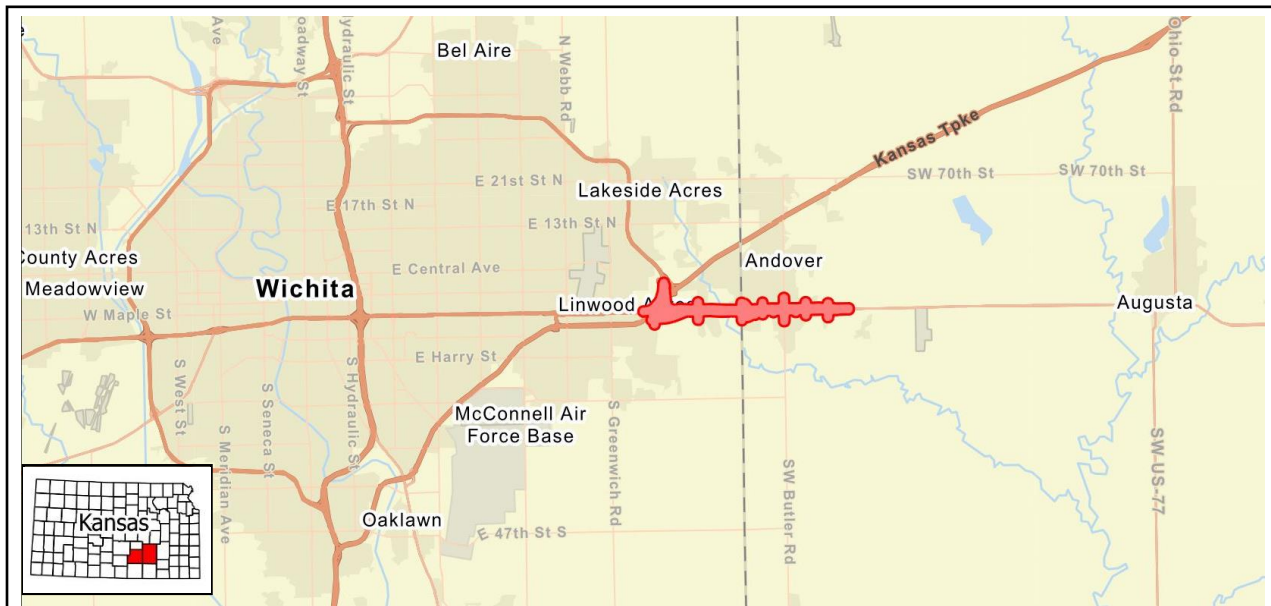 Bel Aire
Hydraulic St
N Webb Rd
Ohio St Rd
Kansas Tpke
SW 70th St
SW 70th St
E 21st St N
Lakeside Acres
E 17th St N
E 13th St N
13th St N
County Acres
Meadowview
E Central Ave
Andover
Wichita
Linwood
Augusta
W Maple St
E Harry St
S West St
S Seneca St
S Hydraulic St
S Meridian Ave
McConnell Air
Force Base
S Greenwich Rd
SW Butler Rd
SW US-77
Oaklawn
E 47th St S
Kansas